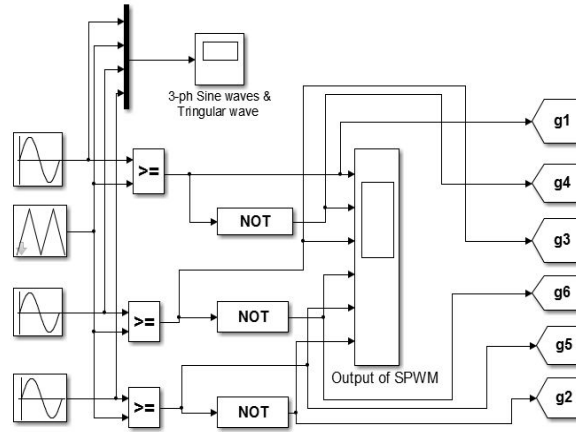 3-ph Sine waves &
Tringular wave
>=
NOT
>=
NOT
>=
NOT
Output of SPWM
g1
g4
g3
g6
g5
g2